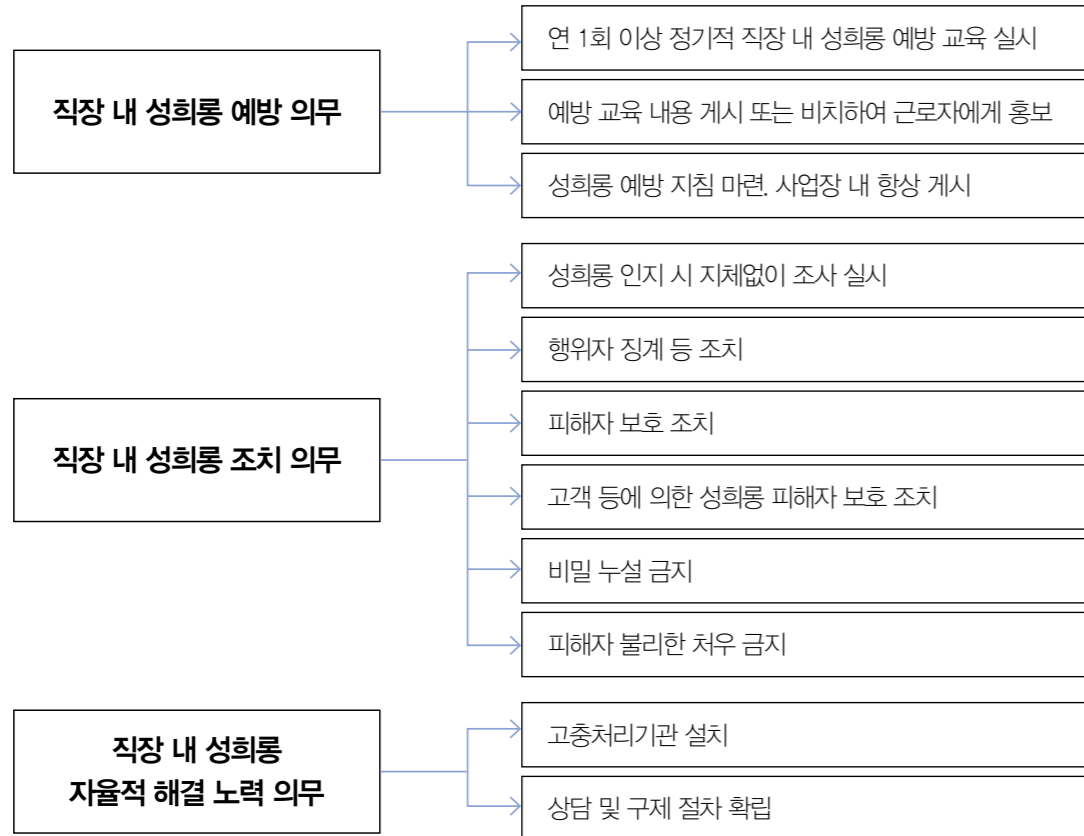 직장 내 성희롱 예방 의무
연 1회 이상 정기적 직장 내 성희롱 예방 교육 실시
예방 교육 내용 게시 또는 비치하여 근로자에게 홍보
성희롱 예방 지침 마련. 사업장 내 항상 게시
직장 내 성희롱 조치 의무
성희롱 인지 시 지체없이 조사 실시
행위자 징계 등 조치
피해자 보호 조치
고객 등에 의한 성희롱 피해자 보호 조치
비밀 누설 금지
피해자 불리한 처우 금지
직장 내 성희롱
자율적 해결 노력 의무
고충처리기관 설치
상담 및 구제 절차 확립